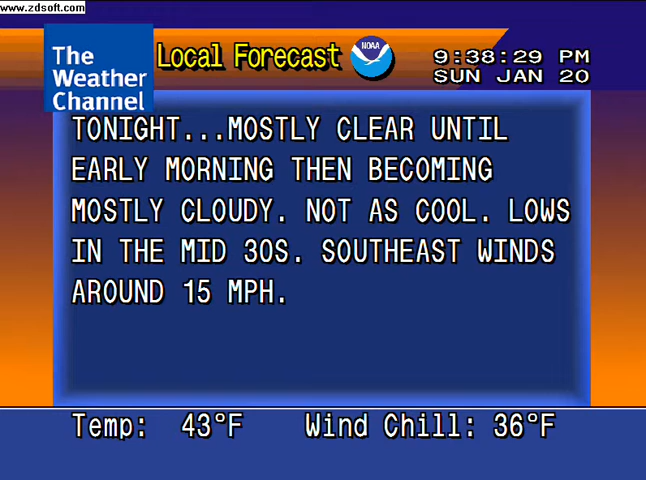 www.zdsoft.com
The
Weather
Channel
Local Forecast
NOAA
9:38:29 PM
SUN JAN 20
TONIGHT...MOSTLY CLEAR UNTIL
EARLY MORNING THEN BECOMING
MOSTLY CLOUDY. NOT AS COOL. LOWS
IN THE MID 30S. SOUTHEAST WINDS
AROUND 15 MPH.
Temp: 43°F Wind Chill: 36°F